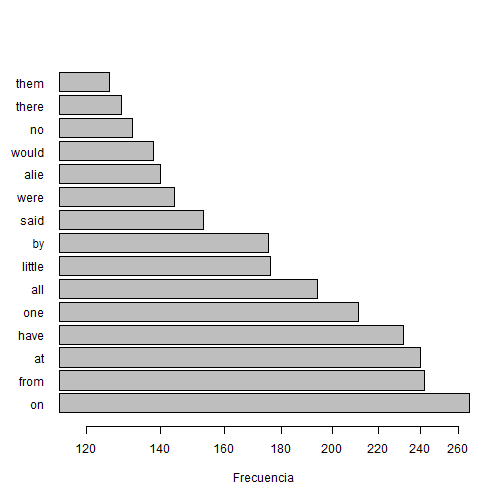 them
there
no
would
alie
were
said
by
little
all
one
have
at
from
on
120 140 160 180 200 220 240 260
Frecuencia